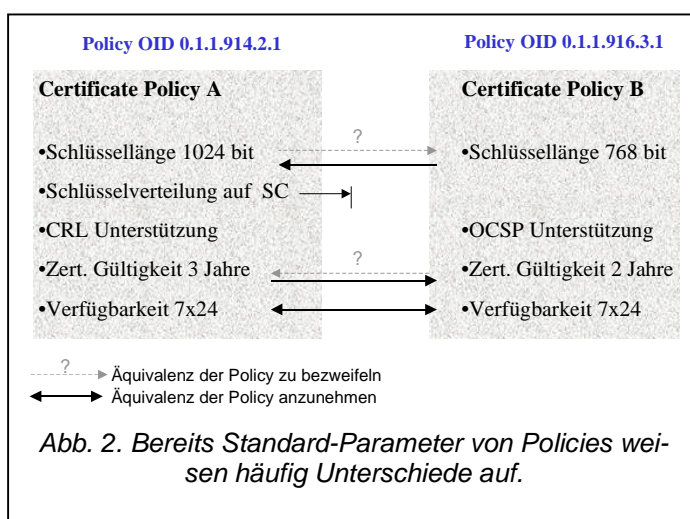 Policy OID 0.1.1.914.2.1
Policy OID 0.1.1.916.3.1
Certificate Policy A
Certificate Policy B
?
•Schlüssellänge 1024 bit
•Schlüssellänge 768 bit
•Schlüsselverteilung auf SC
•CRL Unterstützung
•OCSP Unterstützung
?
•Zert. Gültigkeit 3 Jahre
•Zert. Gültigkeit 2 Jahre
•Verfügbarkeit 7x24
•Verfügbarkeit 7x24
? Äquivalenz der Policy zu bezweifeln
Äquivalenz der Policy anzunehmen
Abb. 2. Bereits Standard-Parameter von Policies wei-
sen häufig Unterschiede auf.